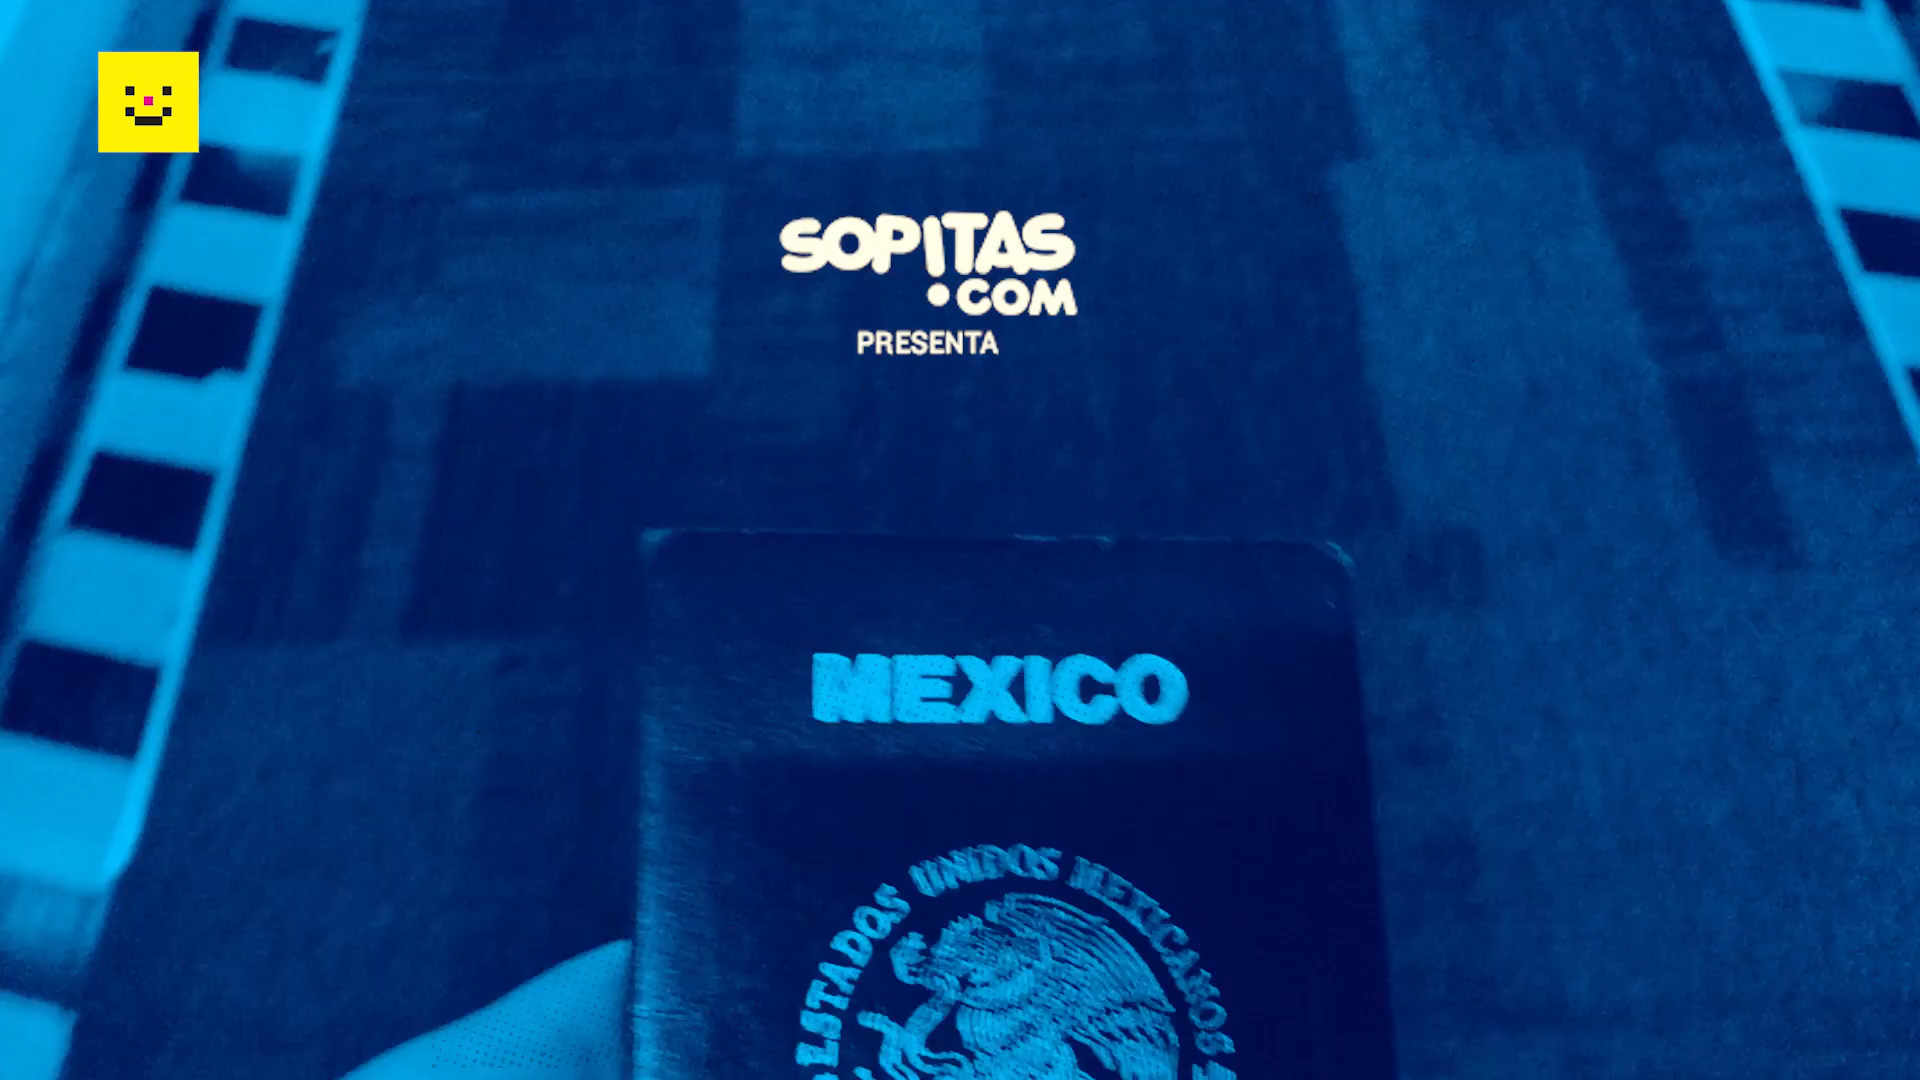 SOPITAS
.COM
PRESENTA
MEXICO
ESTADOS UNIDOS MEXICANOS